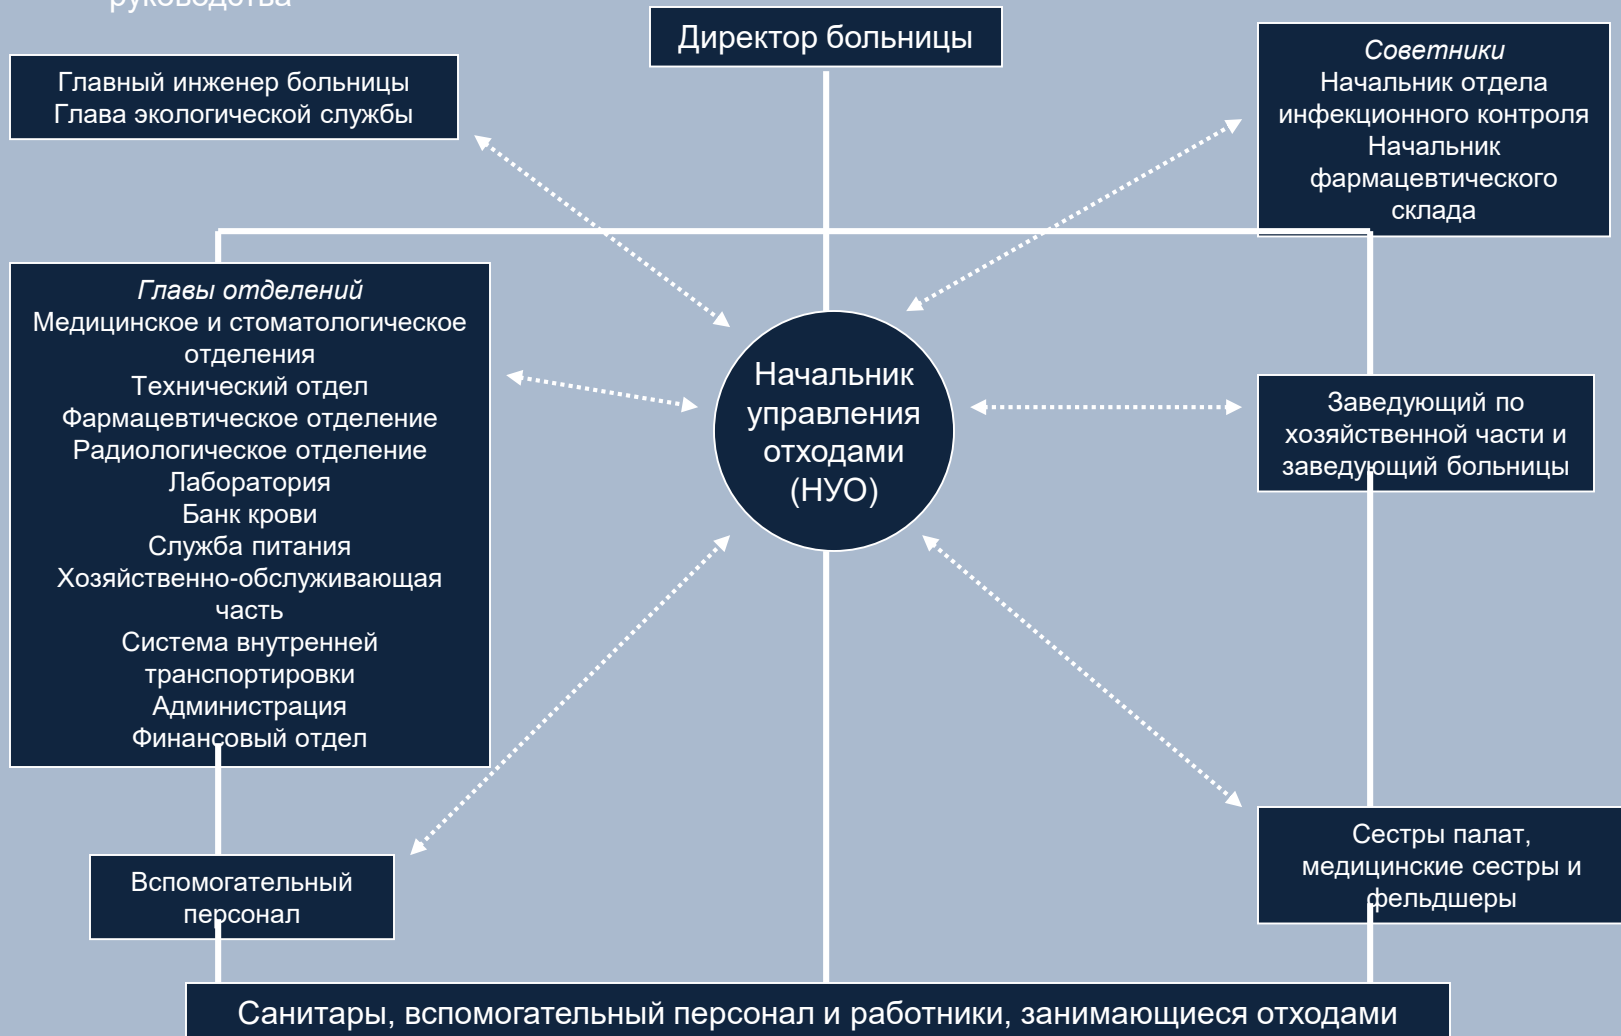 руководства
Директор больницы
Главный инженер больницы
Глава экологической службы
Советники
Начальник отдела
инфекционного контроля
Начальник
фармацевтического
склада
Главы отделений
Медицинское и стоматологическое
отделения
Технический отдел
Фармацевтическое отделение
Радиологическое отделение
Лаборатория
Банк крови
Служба питания
Хозяйственно-обслуживающая
часть
Система внутренней
транспортировки
Администрация
Финансовый отдел
Начальник
управления
отходами
(НУО)
Заведующий по
хозяйственной части и
заведующий больницы
Вспомогательный
персонал
Сестры палат,
медицинские сестры и
фельдшеры
Санитары, вспомогательный персонал и работники, занимающиеся отходами